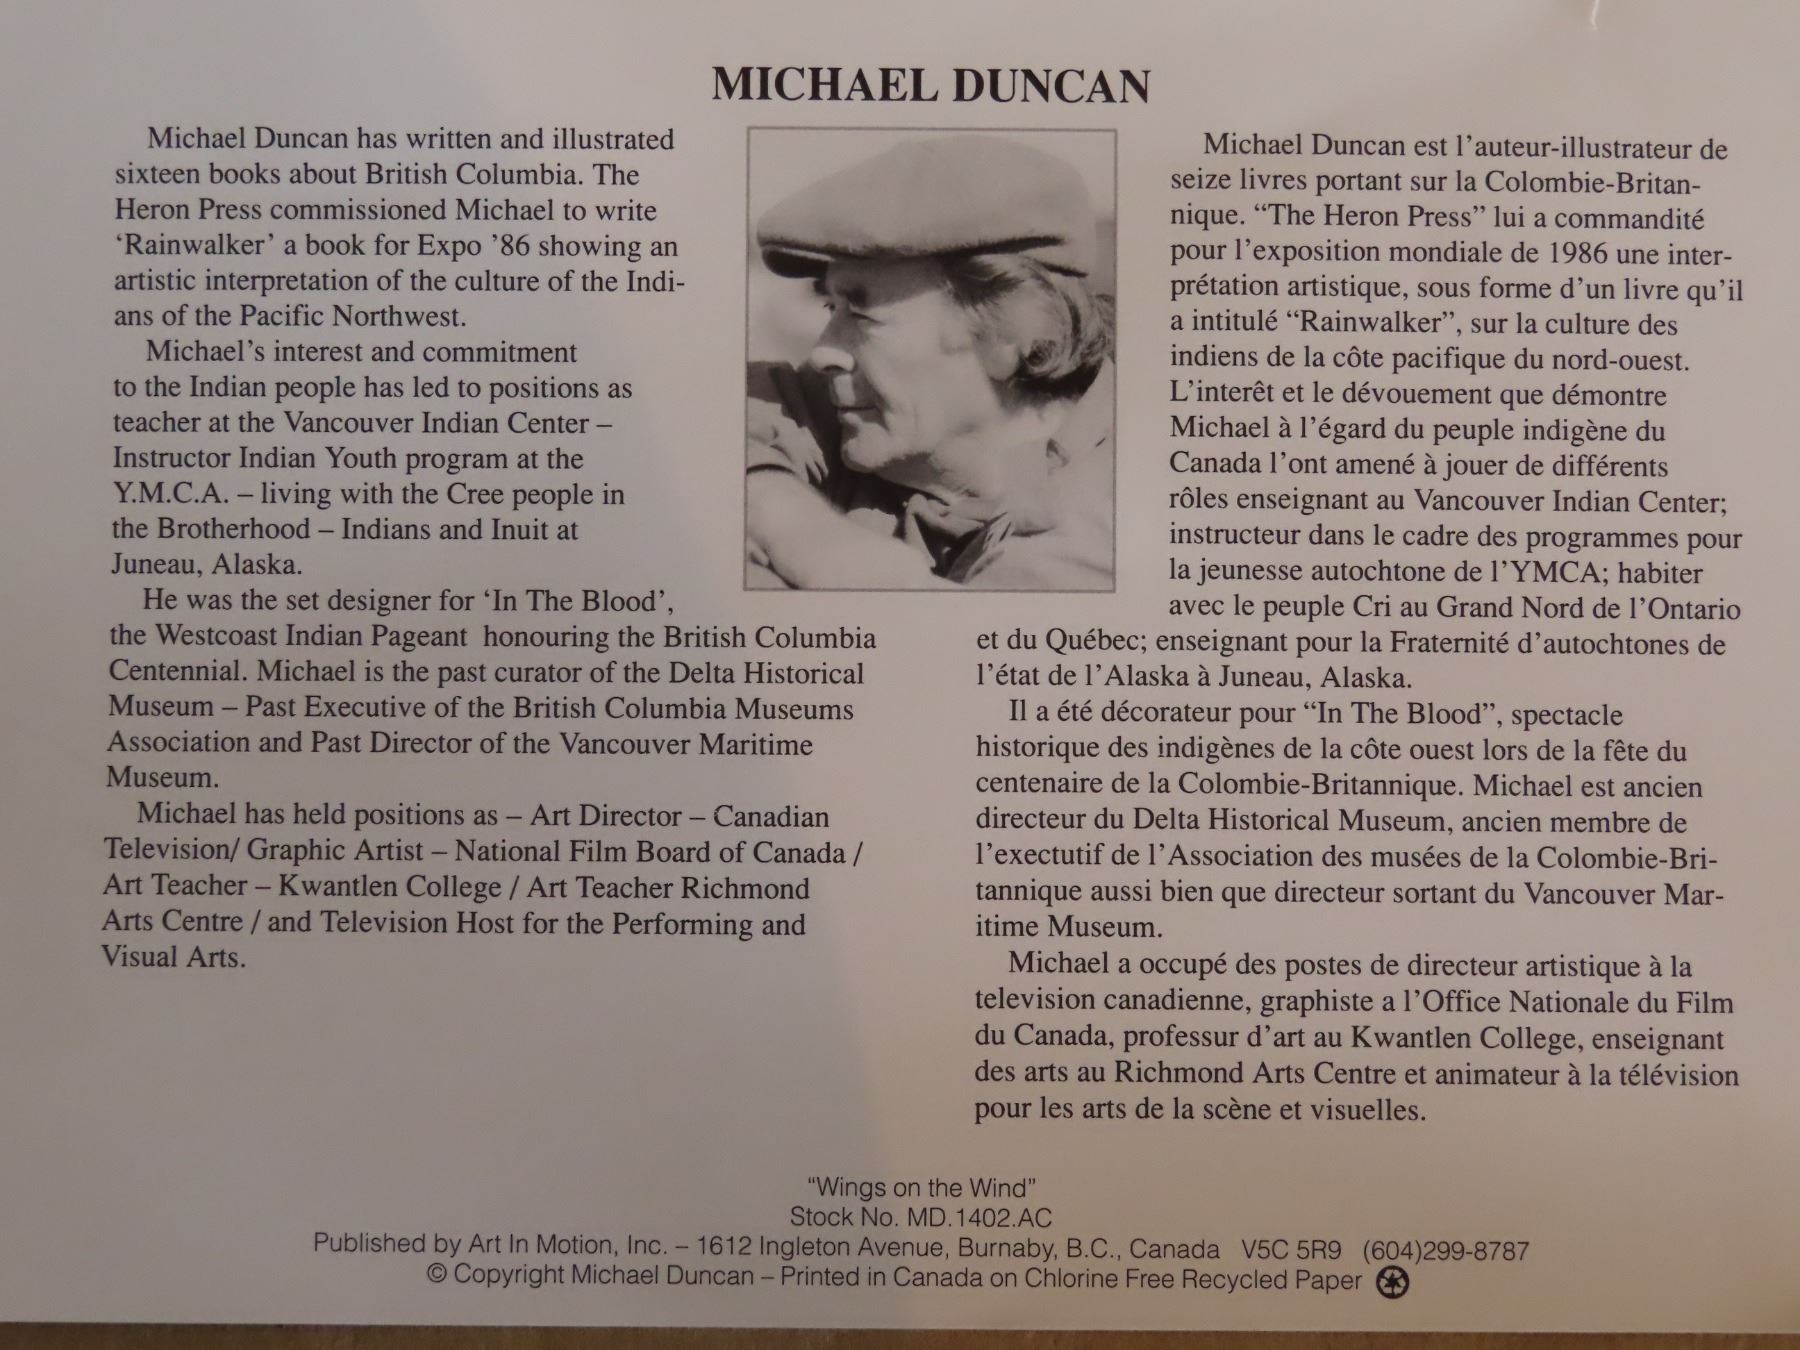 MICHAEL DUNCAN
Michael Duncan has written and illustrated
sixteen books about British Columbia. The
Heron Press commissioned Michael to write
‘Rainwalker’ a book for Expo ’86 showing an
artistic interpretation of the culture of the Indi-
ans of the Pacific Northwest.
Michael’s interest and commitment
to the Indian people has led to positions as
teacher at the Vancouver Indian Center –
Instructor Indian Youth program at the
Y.M.C.A. – living with the Cree people in
the Brotherhood – Indians and Inuit at
Juneau, Alaska.
He was the set designer for ‘In The Blood’,
the Westcoast Indian Pageant honouring the British Columbia
Centennial. Michael is the past curator of the Delta Historical
Museum – Past Executive of the British Columbia Museums
Association and Past Director of the Vancouver Maritime
Museum.
Michael has held positions as – Art Director – Canadian
Television/ Graphic Artist – National Film Board of Canada /
Art Teacher – Kwantlen College / Art Teacher Richmond
Arts Centre / and Television Host for the Performing and
Visual Arts.
Michael Duncan est l’auteur-illustrateur de
seize livres portant sur la Colombie-Britan-
nique. “The Heron Press” lui a commandité
pour l’exposition mondiale de 1986 une inter-
prétation artistique, sous forme d’un livre qu’il
a intitulé “Rainwalker”, sur la culture des
indiens de la côte pacifique du nord-ouest.
L’interêt et le dévouement que démontre
Michael à l’égard du peuple indigène du
Canada l’ont amené à jouer de différents
rôles enseignant au Vancouver Indian Center;
instructeur dans le cadre des programmes pour
la jeunesse autochtone de l’YMCA; habiter
avec le peuple Cri au Grand Nord de l’Ontario
et du Québec; enseignant pour la Fraternité d’autochtones de
l’état de l’Alaska à Juneau, Alaska.
Il a été décorateur pour “In The Blood”, spectacle
historique des indigènes de la côte ouest lors de la fête du
centenaire de la Colombie-Britannique. Michael est ancien
directeur du Delta Historical Museum, ancien membre de
l’exectutif de l’Association des musées de la Colombie-Bri-
tannique aussi bien que directeur sortant du Vancouver Mar-
itime Museum.
Michael a occupé des postes de directeur artistique à la
television canadienne, graphiste a l’Office Nationale du Film
du Canada, professur d’art au Kwantlen College, enseignant
des arts au Richmond Arts Centre et animateur à la télévision
pour les arts de la scène et visuelles.
“Wings on the Wind”
Stock No. MD.1402.AC
Published by Art In Motion, Inc. – 1612 Ingleton Avenue, Burnaby, B.C., Canada V5C 5R9 (604)299-8787
© Copyright Michael Duncan – Printed in Canada on Chlorine Free Recycled Paper